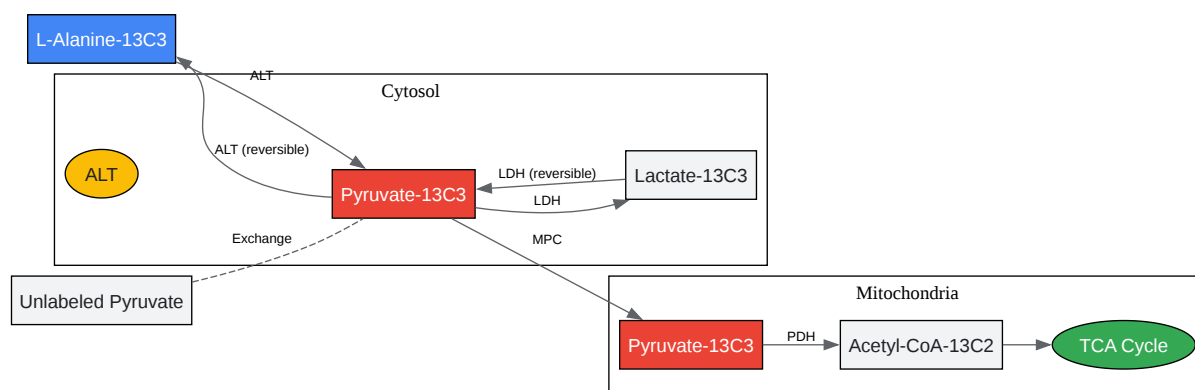 L-Alanine-13C3
ALT
Cytosol
ALT (reversible)
ALT
Pyruvate-13C3
LDH (reversible)
LDH
Lactate-13C3
Exchange
MPC
Unlabeled Pyruvate
Mitochondria
Pyruvate-13C3
PDH
Acetyl-CoA-13C2
TCA Cycle